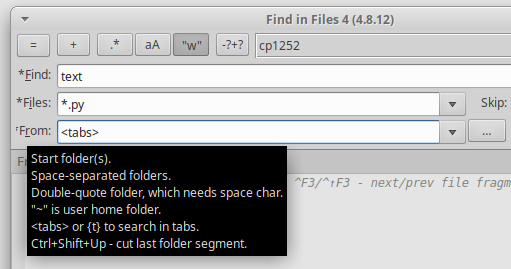 Find in Files 4 (4.8.12)
= + .* aA "w" -?+? cp1252
*Find: text
*Files: *.py Skip:
*From: <tabs> ...
Start folder(s).
Space-separated folders.
Double-quote folder, which needs space char.
"~" is user home folder.
<tabs> or {t} to search in tabs.
Ctrl+Shift+Up - cut last folder segment.
^F3/^↑F3 - next/prev file fragm